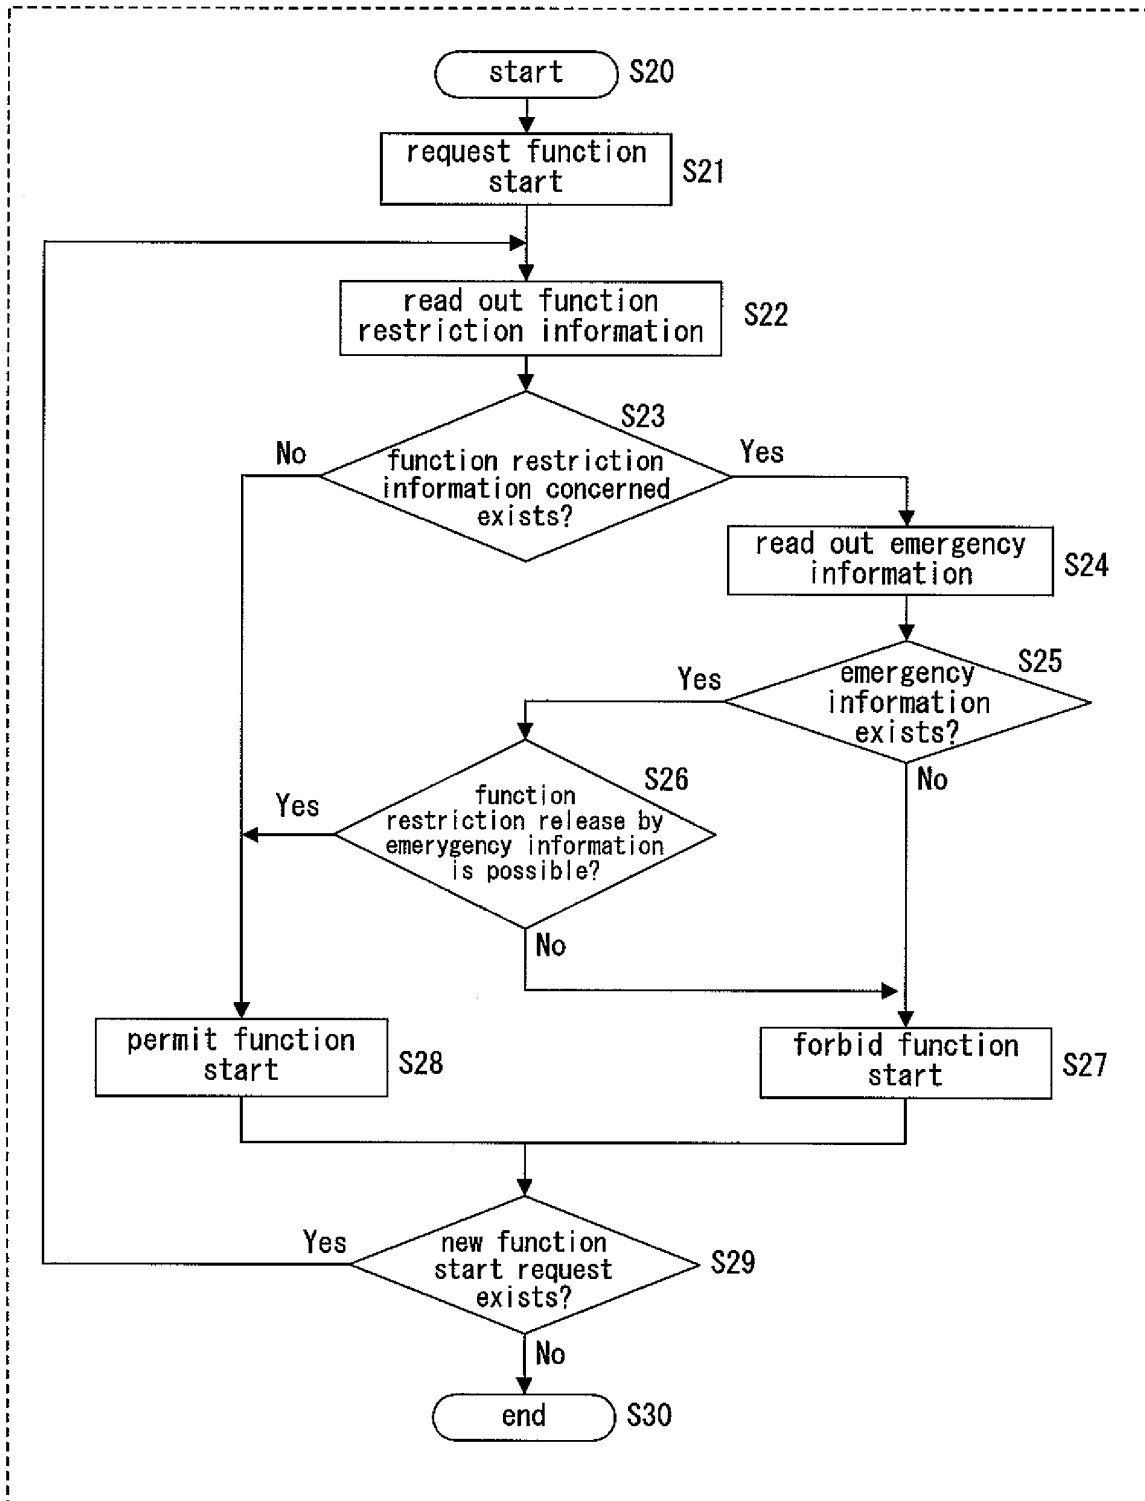 start
S20
request function
start
S21
read out function
restriction information
S22
S23
No
Yes
function restriction
information concerned
exists?
read out emergency
information
S24
S25
Yes
emergency
information
exists?
No
S26
Yes
function
restriction release by
emerygency information
is possible?
No
permit function
start
S28
forbid function
start
S27
Yes
new function
start request
exists?
S29
No
end
S30